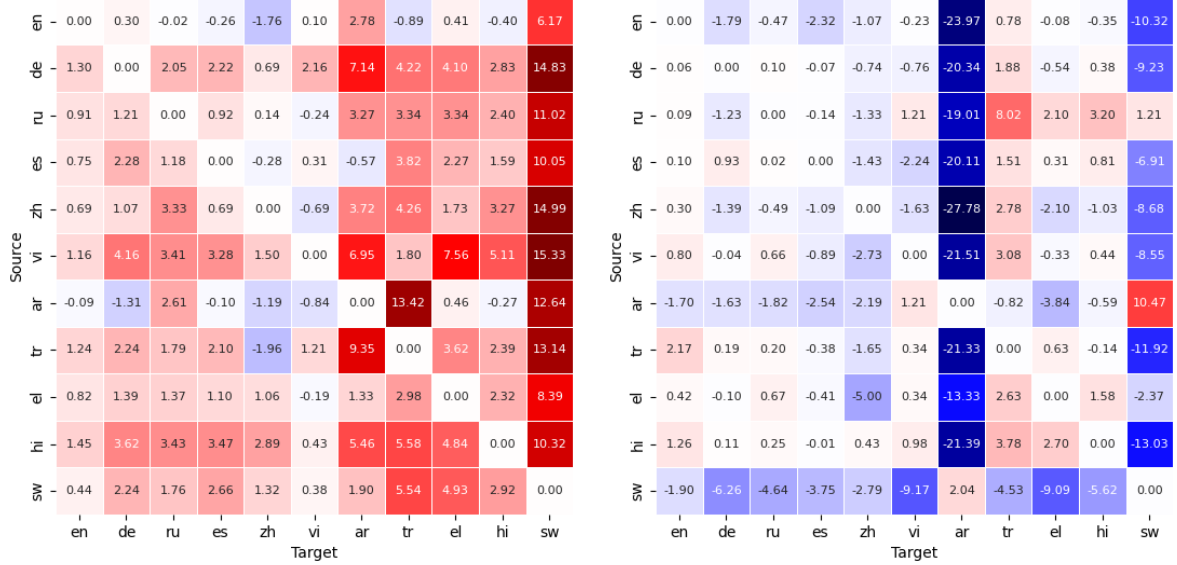 en 0.00 0.30 -0.02 -0.26 -1.76 0.10 2.78 -0.89 0.41 -0.40 6.17
de 1.30 0.00 2.05 2.22 0.69 2.16 7.14 4.22 4.10 2.83 14.83
ru 0.91 1.21 0.00 0.92 0.14 -0.24 3.27 3.34 3.34 2.40 11.02
es 0.75 2.28 1.18 0.00 -0.28 0.31 -0.57 3.82 2.27 1.59 10.05
zh 0.69 1.07 3.33 0.69 0.00 -0.69 3.72 4.26 1.73 3.27 14.99
vi 1.16 4.16 3.41 3.28 1.50 0.00 6.95 1.80 7.56 5.11 15.33
ar -0.09 -1.31 2.61 -0.10 -1.19 -0.84 0.00 13.42 0.46 -0.27 12.64
tr 1.24 2.24 1.79 2.10 -1.96 1.21 9.35 0.00 3.62 2.39 13.14
el 0.82 1.39 1.37 1.10 1.06 -0.19 1.33 2.98 0.00 2.32 8.39
hi 1.45 3.62 3.43 3.47 2.89 0.43 5.46 5.58 4.84 0.00 10.32
sw 0.44 2.24 1.76 2.66 1.32 0.38 1.90 5.54 4.93 2.92 0.00
en de ru es zh vi ar tr el hi sw
Source
Target
en 0.00 -1.79 -0.47 -2.32 -1.07 -0.23 -23.97 0.78 -0.08 -0.35 -10.32
de 0.06 0.00 0.10 -0.07 -0.74 -0.76 -20.34 1.88 -0.54 0.38 -9.23
ru 0.09 -1.23 0.00 -0.14 -1.33 1.21 -19.01 8.02 2.10 3.20 1.21
es 0.10 0.93 0.02 0.00 -1.43 -2.24 -20.11 1.51 0.31 0.81 -6.91
zh 0.30 -1.39 -0.49 -1.09 0.00 -1.63 -27.78 2.78 -2.10 -1.03 -8.68
vi 0.80 -0.04 0.66 -0.89 -2.73 0.00 -21.51 3.08 -0.33 0.44 -8.55
ar -1.70 -1.63 -1.82 -2.54 -2.19 1.21 0.00 -0.82 -3.84 -0.59 10.47
tr 2.17 0.19 0.20 -0.38 -1.65 0.34 -21.33 0.00 0.63 -0.14 -11.92
el 0.42 -0.10 0.67 -0.41 -5.00 0.34 -13.33 2.63 0.00 1.58 -2.37
hi 1.26 0.11 0.25 -0.01 0.43 0.98 -21.39 3.78 2.70 0.00 -13.03
sw -1.90 -6.26 -4.64 -3.75 -2.79 -9.17 2.04 -4.53 -9.09 -5.62 0.00
en de ru es zh vi ar tr el hi sw
Source
Target